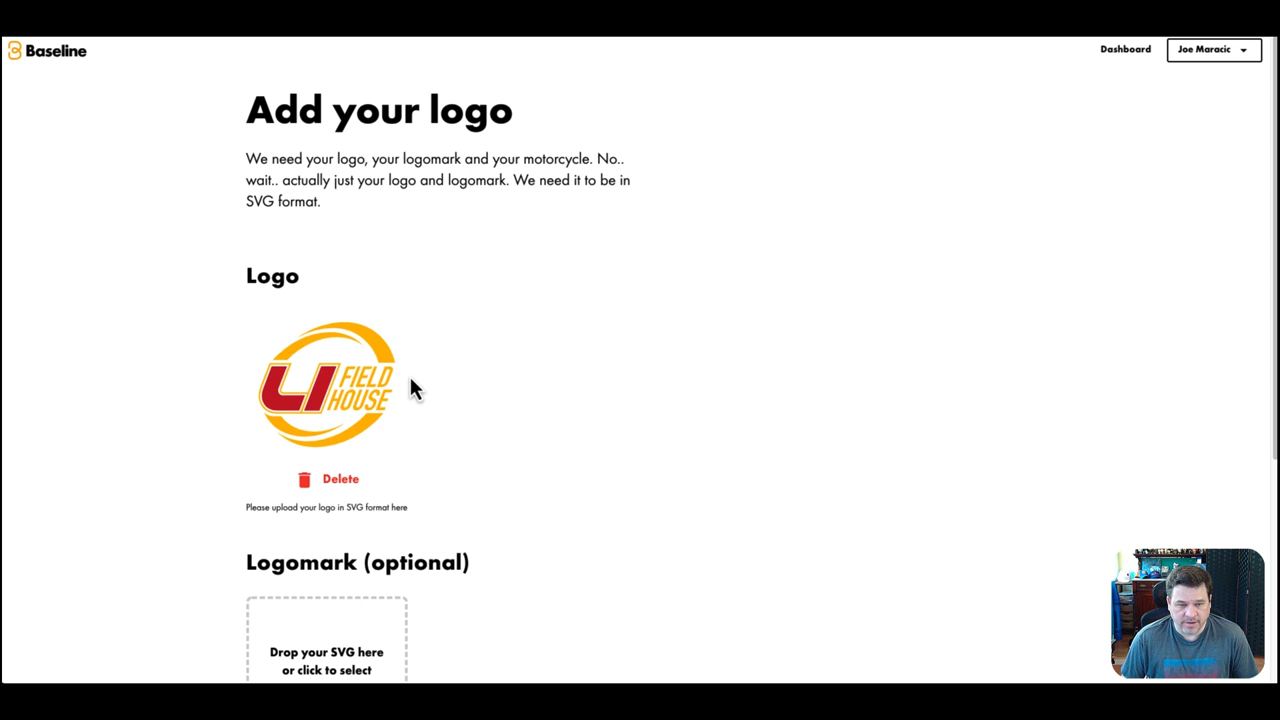 Baseline
Dashboard
Joe Maracic
Add your logo
We need your logo, your logomark and your motorcycle. No..
wait.. actually just your logo and logomark. We need it to be in
SVG format.
Logo
4 FIELD
HOUSE
Delete
Please upload your logo in SVG format here
Logomark (optional)
Drop your SVG here
or click to select